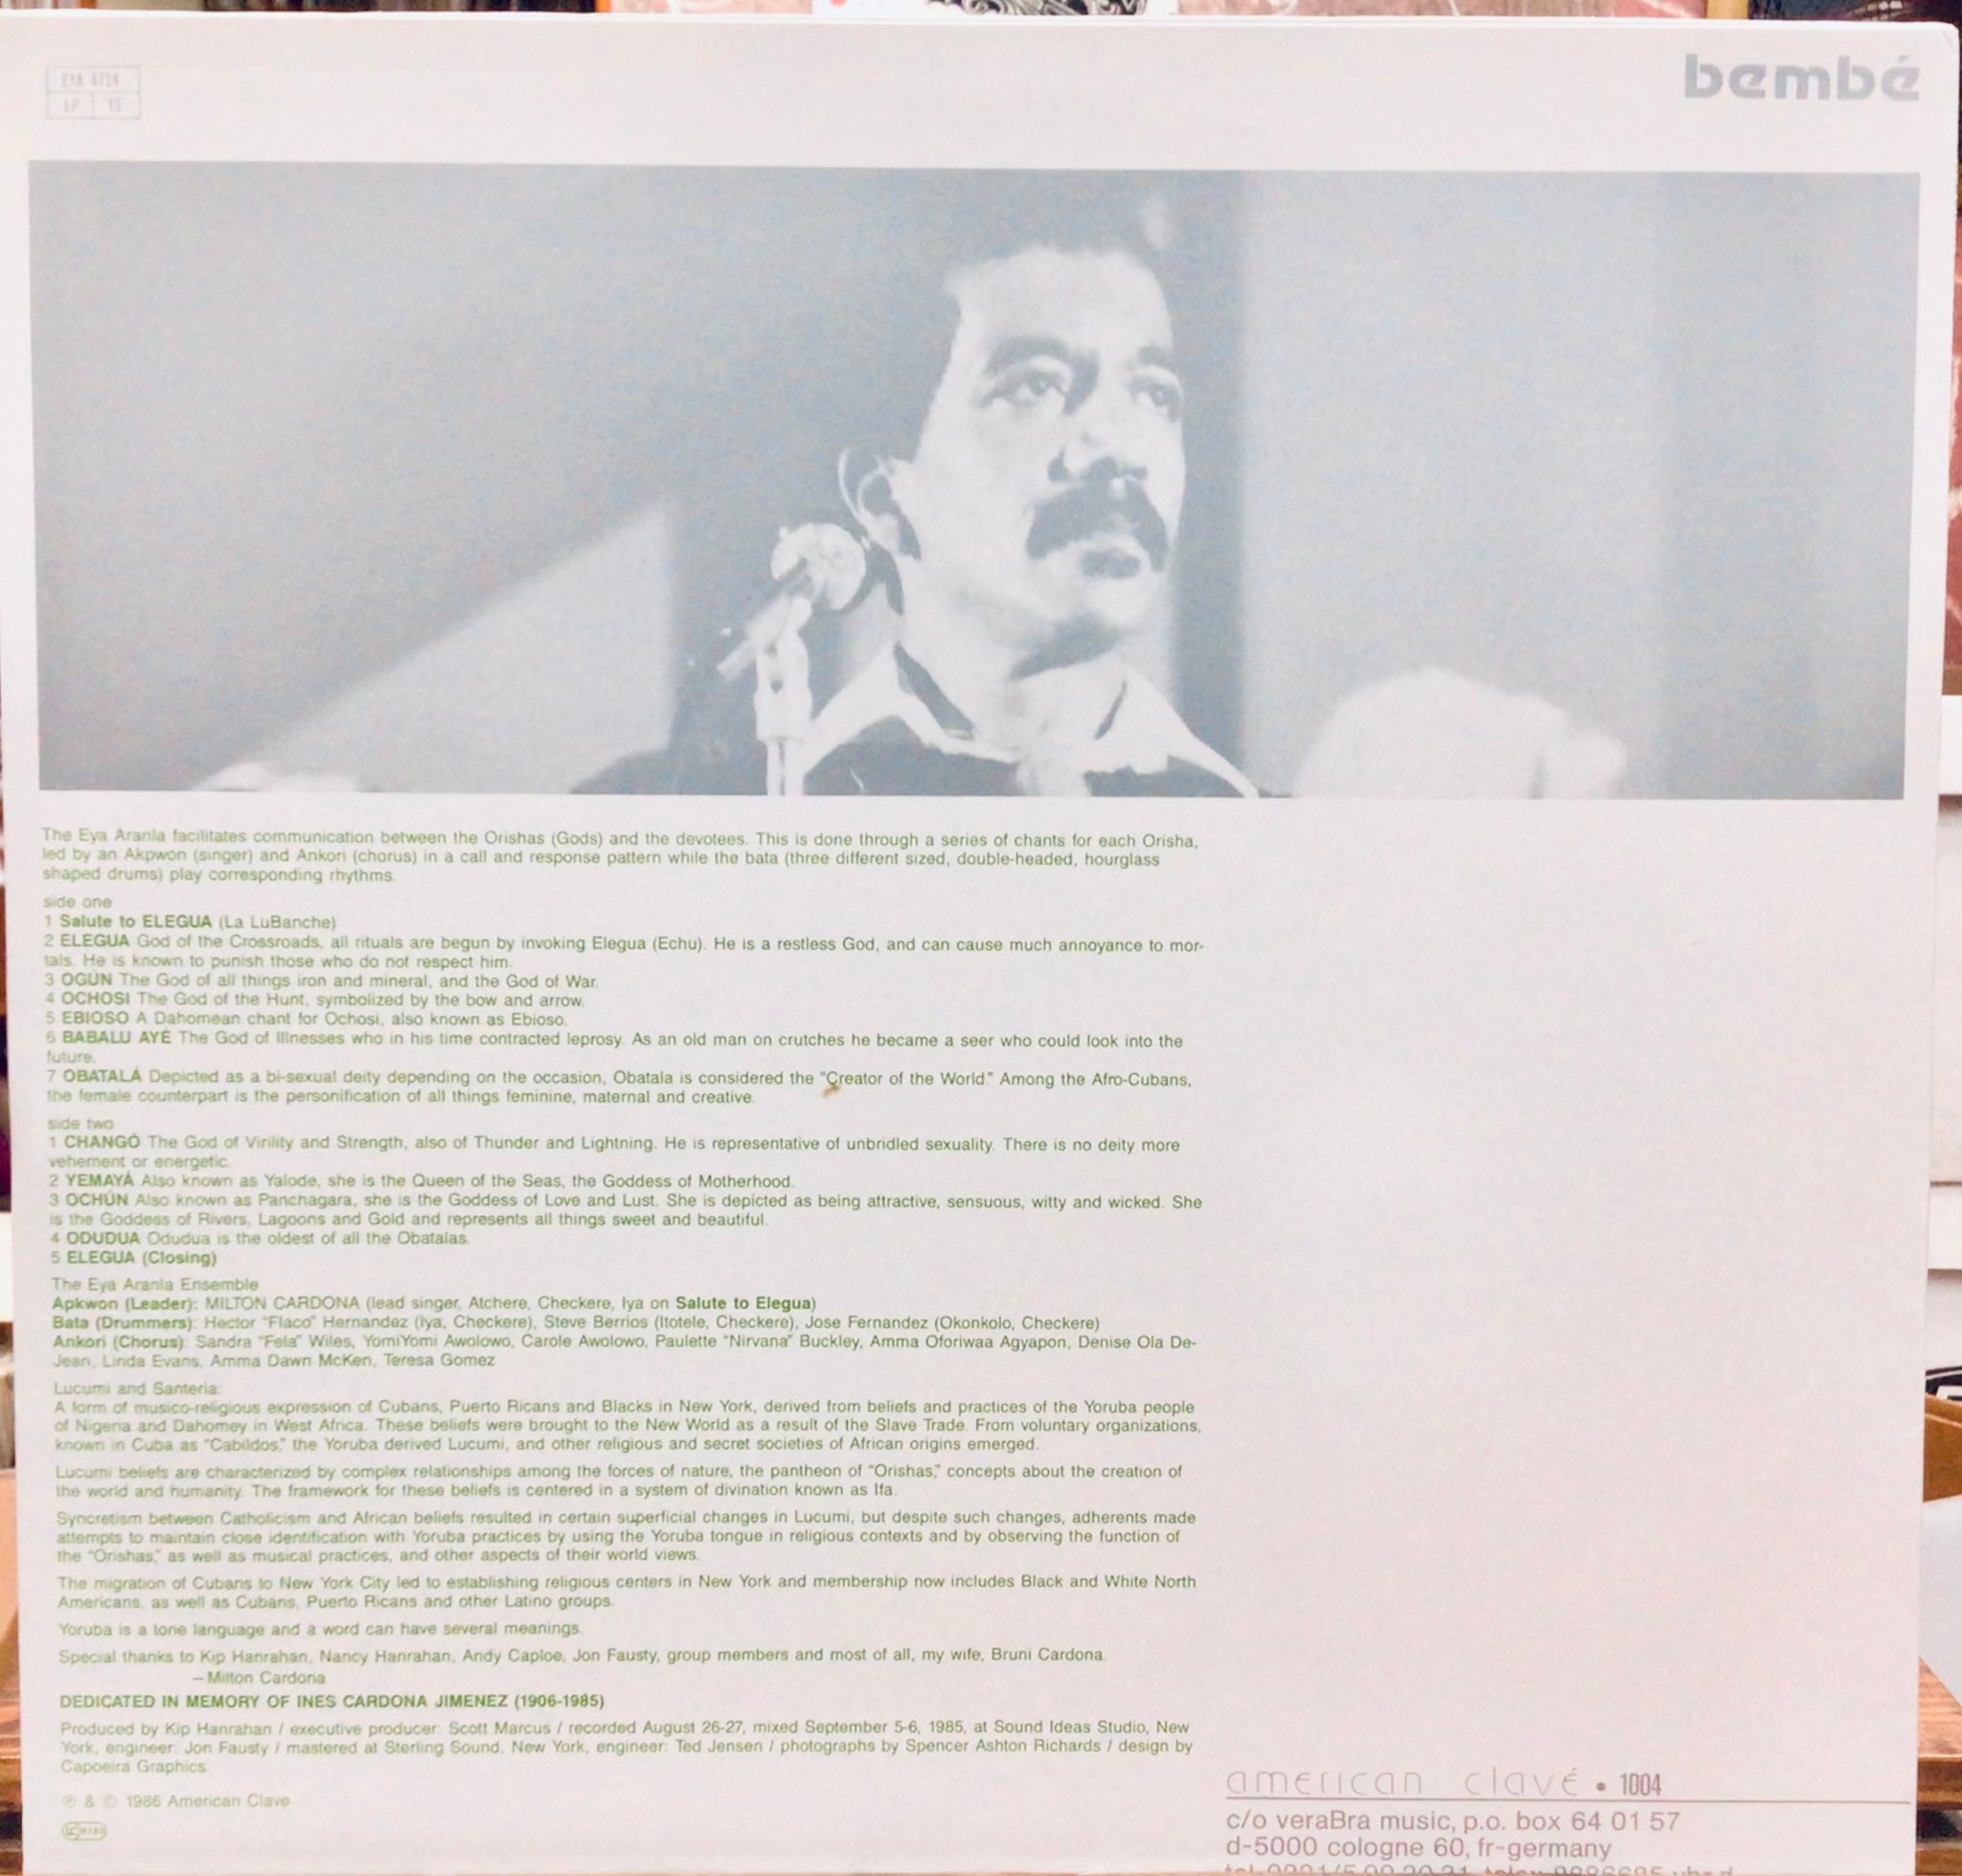 EYA 4724
LP 13
bembé
The Eya Aranla facilitates communication between the Orishas (Gods) and the devotees. This is done through a series of chants for each Orisha,
led by an Akpwon (singer) and Ankori (chorus) in a call and response pattern while the bata (three different sized, double-headed, hourglass
shaped drums) play corresponding rhythms.
side one
1 Salute to ELEGUA (La LuBanche)
2 ELEGUA God of the Crossroads, all rituals are begun by invoking Elegua (Echu). He is a restless God, and can cause much annoyance to mor-
tals. He is known to punish those who do not respect him.
3 OGUN The God of all things iron and mineral, and the God of War.
4 OCHOSI The God of the Hunt, symbolized by the bow and arrow.
5 EBIOSO A Dahomean chant for Ochosi, also known as Ebioso.
6 BABALU AYÉ The God of Illnesses who in his time contracted leprosy. As an old man on crutches he became a seer who could look into the
future.
7 OBATALÁ Depicted as a bi-sexual deity depending on the occasion, Obatala is considered the "Creator of the World." Among the Afro-Cubans,
the female counterpart is the personification of all things feminine, maternal and creative.
side two
1 CHANGÓ The God of Virility and Strength, also of Thunder and Lightning. He is representative of unbridled sexuality. There is no deity more
vehement or energetic.
2 YEMAYÁ Also known as Yalode, she is the Queen of the Seas, the Goddess of Motherhood.
3 OCHÚN Also known as Panchagara, she is the Goddess of Love and Lust. She is depicted as being attractive, sensuous, witty and wicked. She
is the Goddess of Rivers, Lagoons and Gold and represents all things sweet and beautiful.
4 ODUDUA Odudua is the oldest of all the Obatalas.
5 ELEGUA (Closing)
The Eya Aranla Ensemble
Apkwon (Leader): MILTON CARDONA (lead singer, Atchere, Checkere, Iya on Salute to Elegua)
Bata (Drummers): Hector "Flaco" Hernandez (Iya, Checkere), Steve Berrios (Itotele, Checkere), Jose Fernandez (Okonkolo, Checkere)
Ankori (Chorus): Sandra "Fela" Wiles, YomiYomi Awolowo, Carole Awolowo, Paulette "Nirvana" Buckley, Amma Oforiwaa Agyapon, Denise Ola De-
Jean, Linda Evans, Amma Dawn McKen, Teresa Gomez
Lucumi and Santeria:
A form of musico-religious expression of Cubans, Puerto Ricans and Blacks in New York, derived from beliefs and practices of the Yoruba people
of Nigeria and Dahomey in West Africa. These beliefs were brought to the New World as a result of the Slave Trade. From voluntary organizations,
known in Cuba as "Cabildos," the Yoruba derived Lucumi, and other religious and secret societies of African origins emerged.
Lucumi beliefs are characterized by complex relationships among the forces of nature, the pantheon of "Orishas," concepts about the creation of
the world and humanity. The framework for these beliefs is centered in a system of divination known as Ifa.
Syncretism between Catholicism and African beliefs resulted in certain superficial changes in Lucumi, but despite such changes, adherents made
attempts to maintain close identification with Yoruba practices by using the Yoruba tongue in religious contexts and by observing the function of
the "Orishas," as well as musical practices, and other aspects of their world views.
The migration of Cubans to New York City led to establishing religious centers in New York and membership now includes Black and White North
Americans, as well as Cubans, Puerto Ricans and other Latino groups.
Yoruba is a tone language and a word can have several meanings.
Special thanks to Kip Hanrahan, Nancy Hanrahan, Andy Caploe, Jon Fausty, group members and most of all, my wife, Bruni Cardona.
—Milton Cardona
DEDICATED IN MEMORY OF INES CARDONA JIMENEZ (1906-1985)
Produced by Kip Hanrahan / executive producer: Scott Marcus / recorded August 26-27, mixed September 5-6, 1985, at Sound Ideas Studio, New
York, engineer: Jon Fausty / mastered at Sterling Sound, New York, engineer: Ted Jensen / photographs by Spencer Ashton Richards / design by
Capoeira Graphics.
℗ & © 1986 American Clave
american clavé • 1004
c/o veraBra music, p.o. box 64 01 57
d-5000 cologne 60, fr-germany